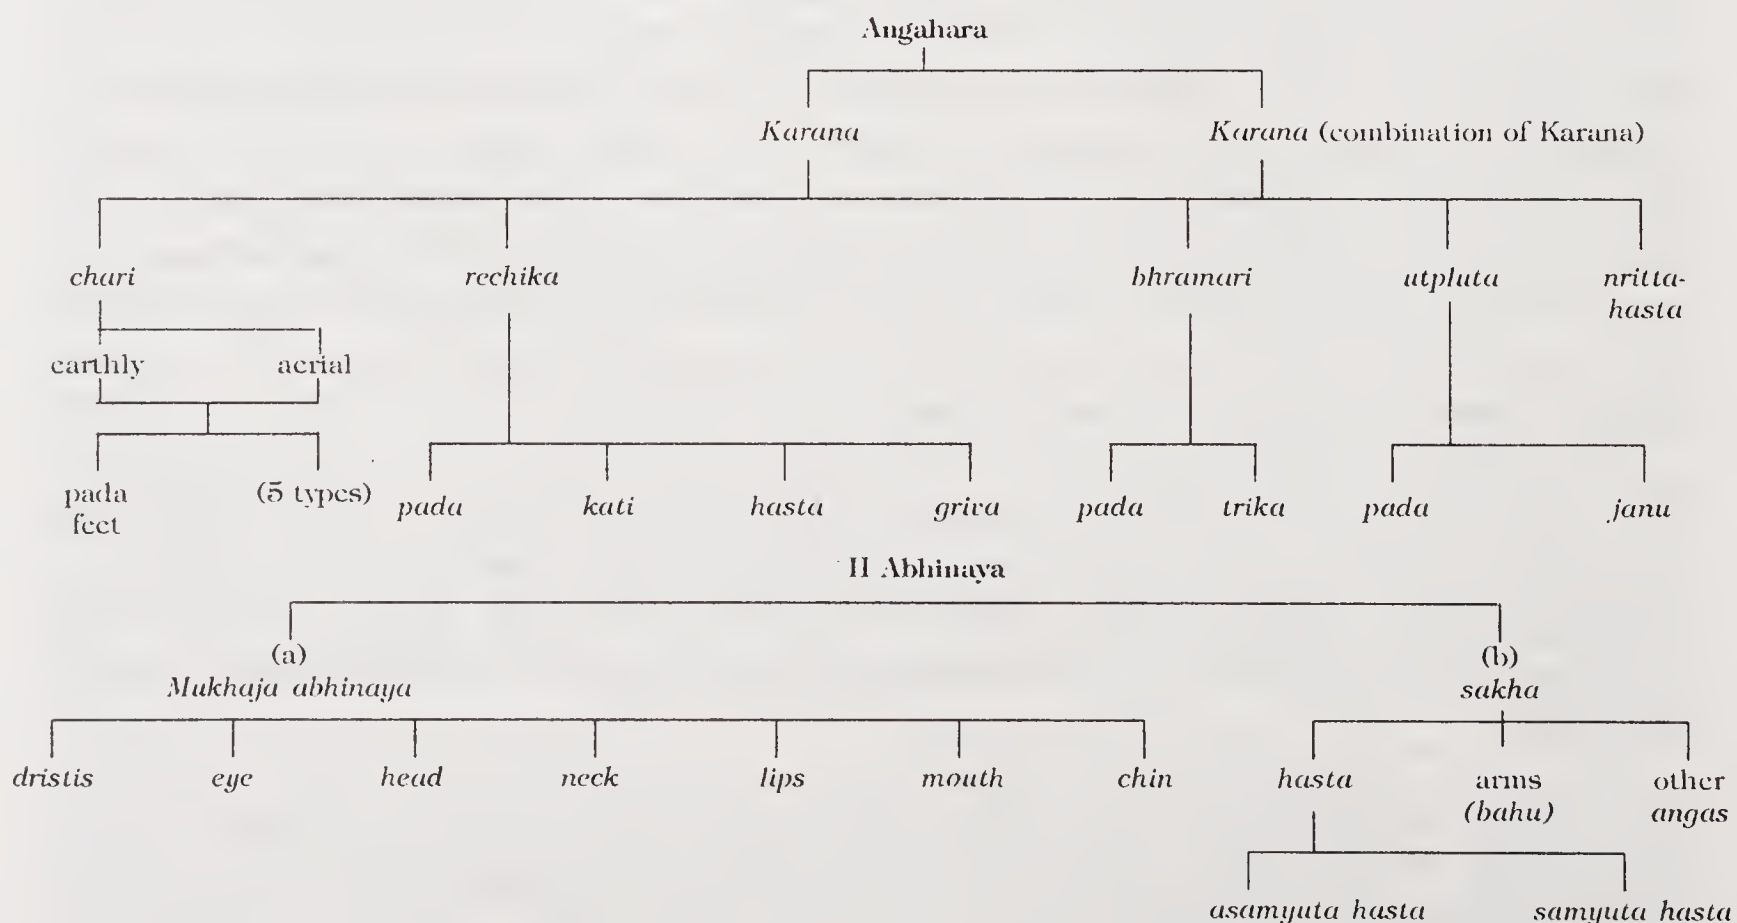 Angahara
Karana Karana (combination of Karana)
chari rechika bhramari utpluta nritta-
hasta
earthly aerial
pada (5 types) pada kati hasta griva pada trika pada janu
feet
II Abhinaya
(a) (b)
Mukhaja abhinaya sakha
dristis eye head neck lips mouth chin hasta arms other
(bahu) angas
asamyuta hasta samyuta hasta